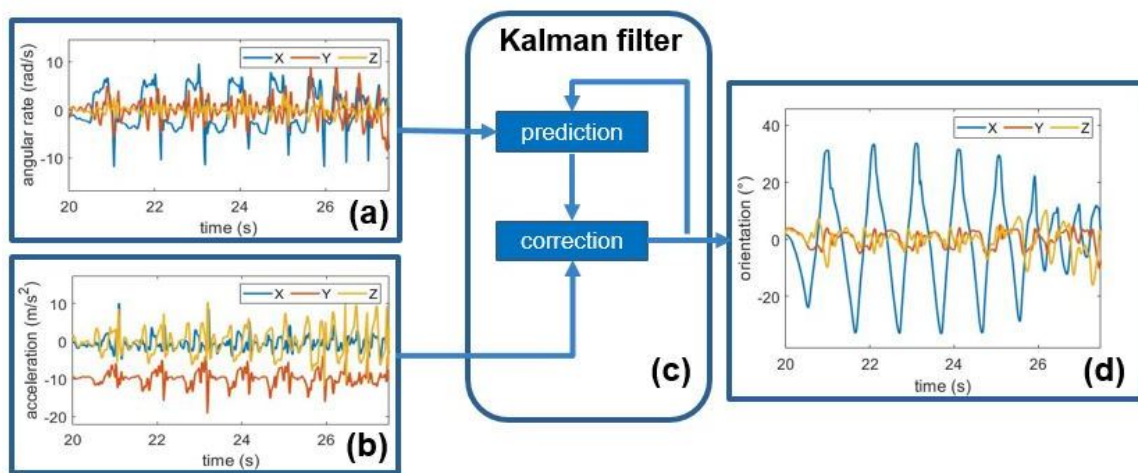 X Y Z
10
0
-10
angular rate (rad/s)
20 22 24 26
time (s)
(a)
X Y Z
10
0
-10
-20
acceleration (m/s²)
20 22 24 26
time (s)
(b)
Kalman filter
prediction
correction
(c)
X Y Z
40
20
0
-20
orientation (°)
20 22 24 26
time (s)
(d)